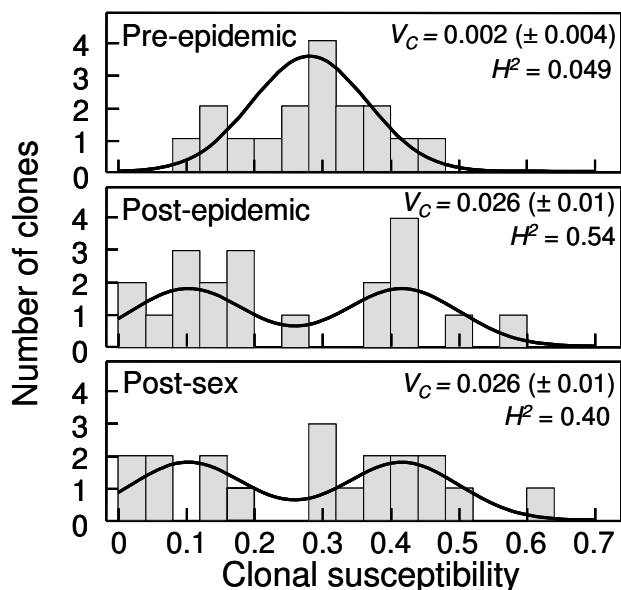 Number of clones
Pre-epidemic
V_C = 0.002 (± 0.004)
H² = 0.049
4
3
2
1
0
Post-epidemic
V_C = 0.026 (± 0.01)
H² = 0.54
4
3
2
1
0
Post-sex
V_C = 0.026 (± 0.01)
H² = 0.40
4
3
2
1
0
0 0.1 0.2 0.3 0.4 0.5 0.6 0.7
Clonal susceptibility